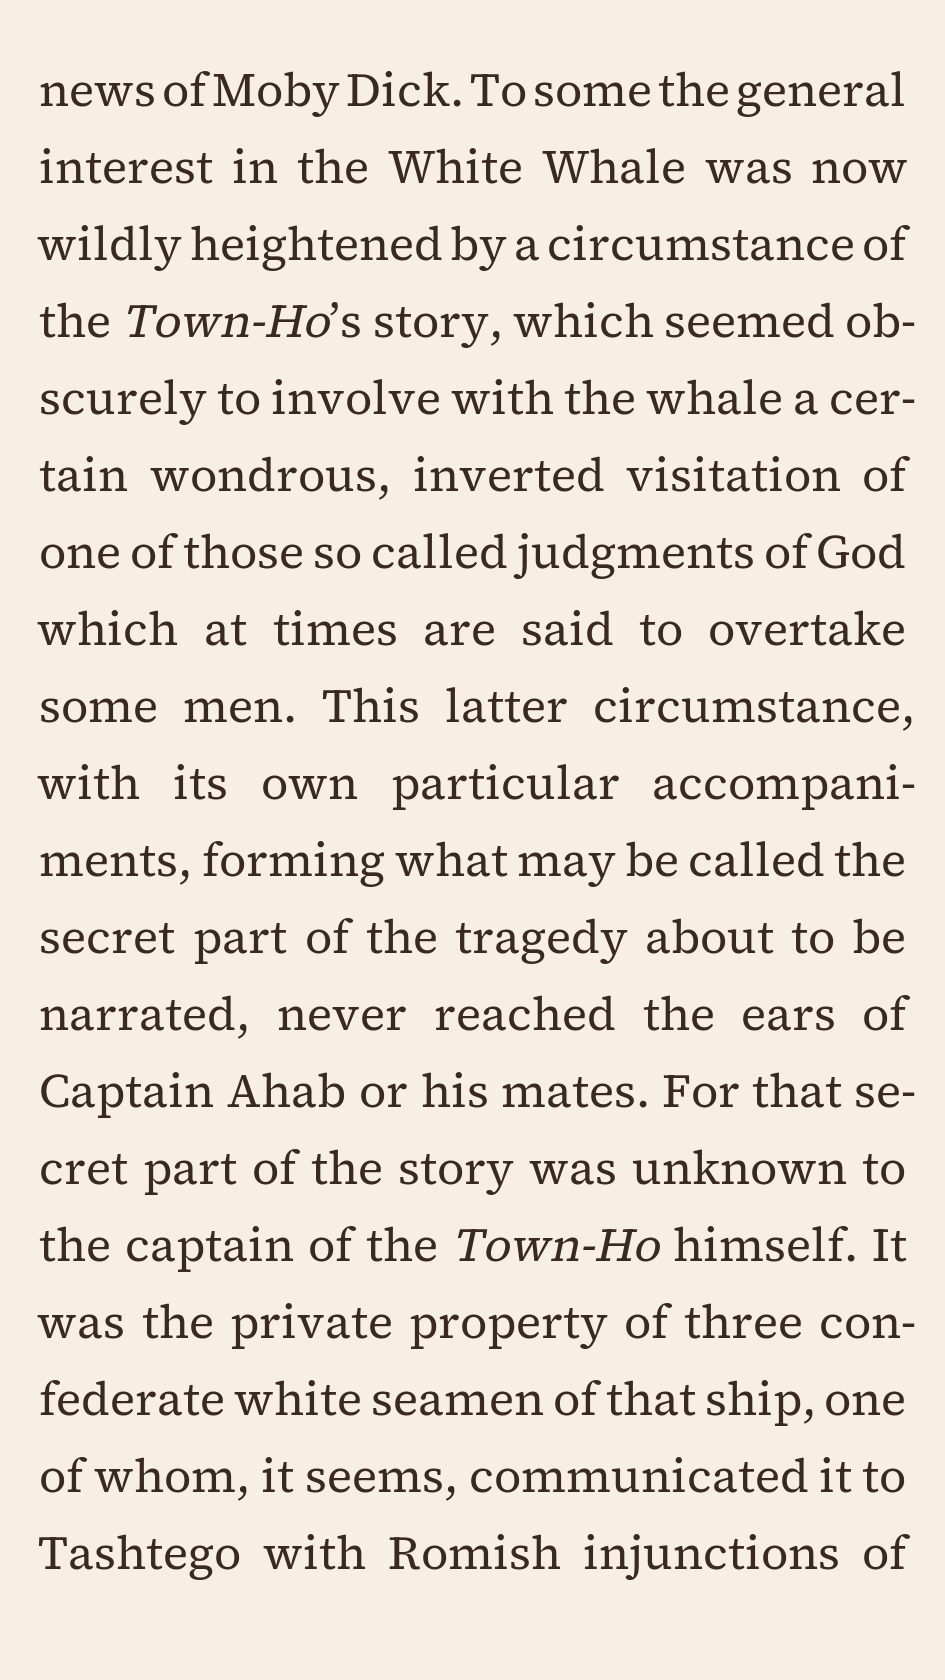 news of Moby Dick. To some the general
interest in the White Whale was now
wildly heightened by a circumstance of
the Town-Ho’s story, which seemed ob-
scurely to involve with the whale a cer-
tain wondrous, inverted visitation of
one of those so called judgments of God
which at times are said to overtake
some men. This latter circumstance,
with its own particular accompani-
ments, forming what may be called the
secret part of the tragedy about to be
narrated, never reached the ears of
Captain Ahab or his mates. For that se-
cret part of the story was unknown to
the captain of the Town-Ho himself. It
was the private property of three con-
federate white seamen of that ship, one
of whom, it seems, communicated it to
Tashtego with Romish injunctions of